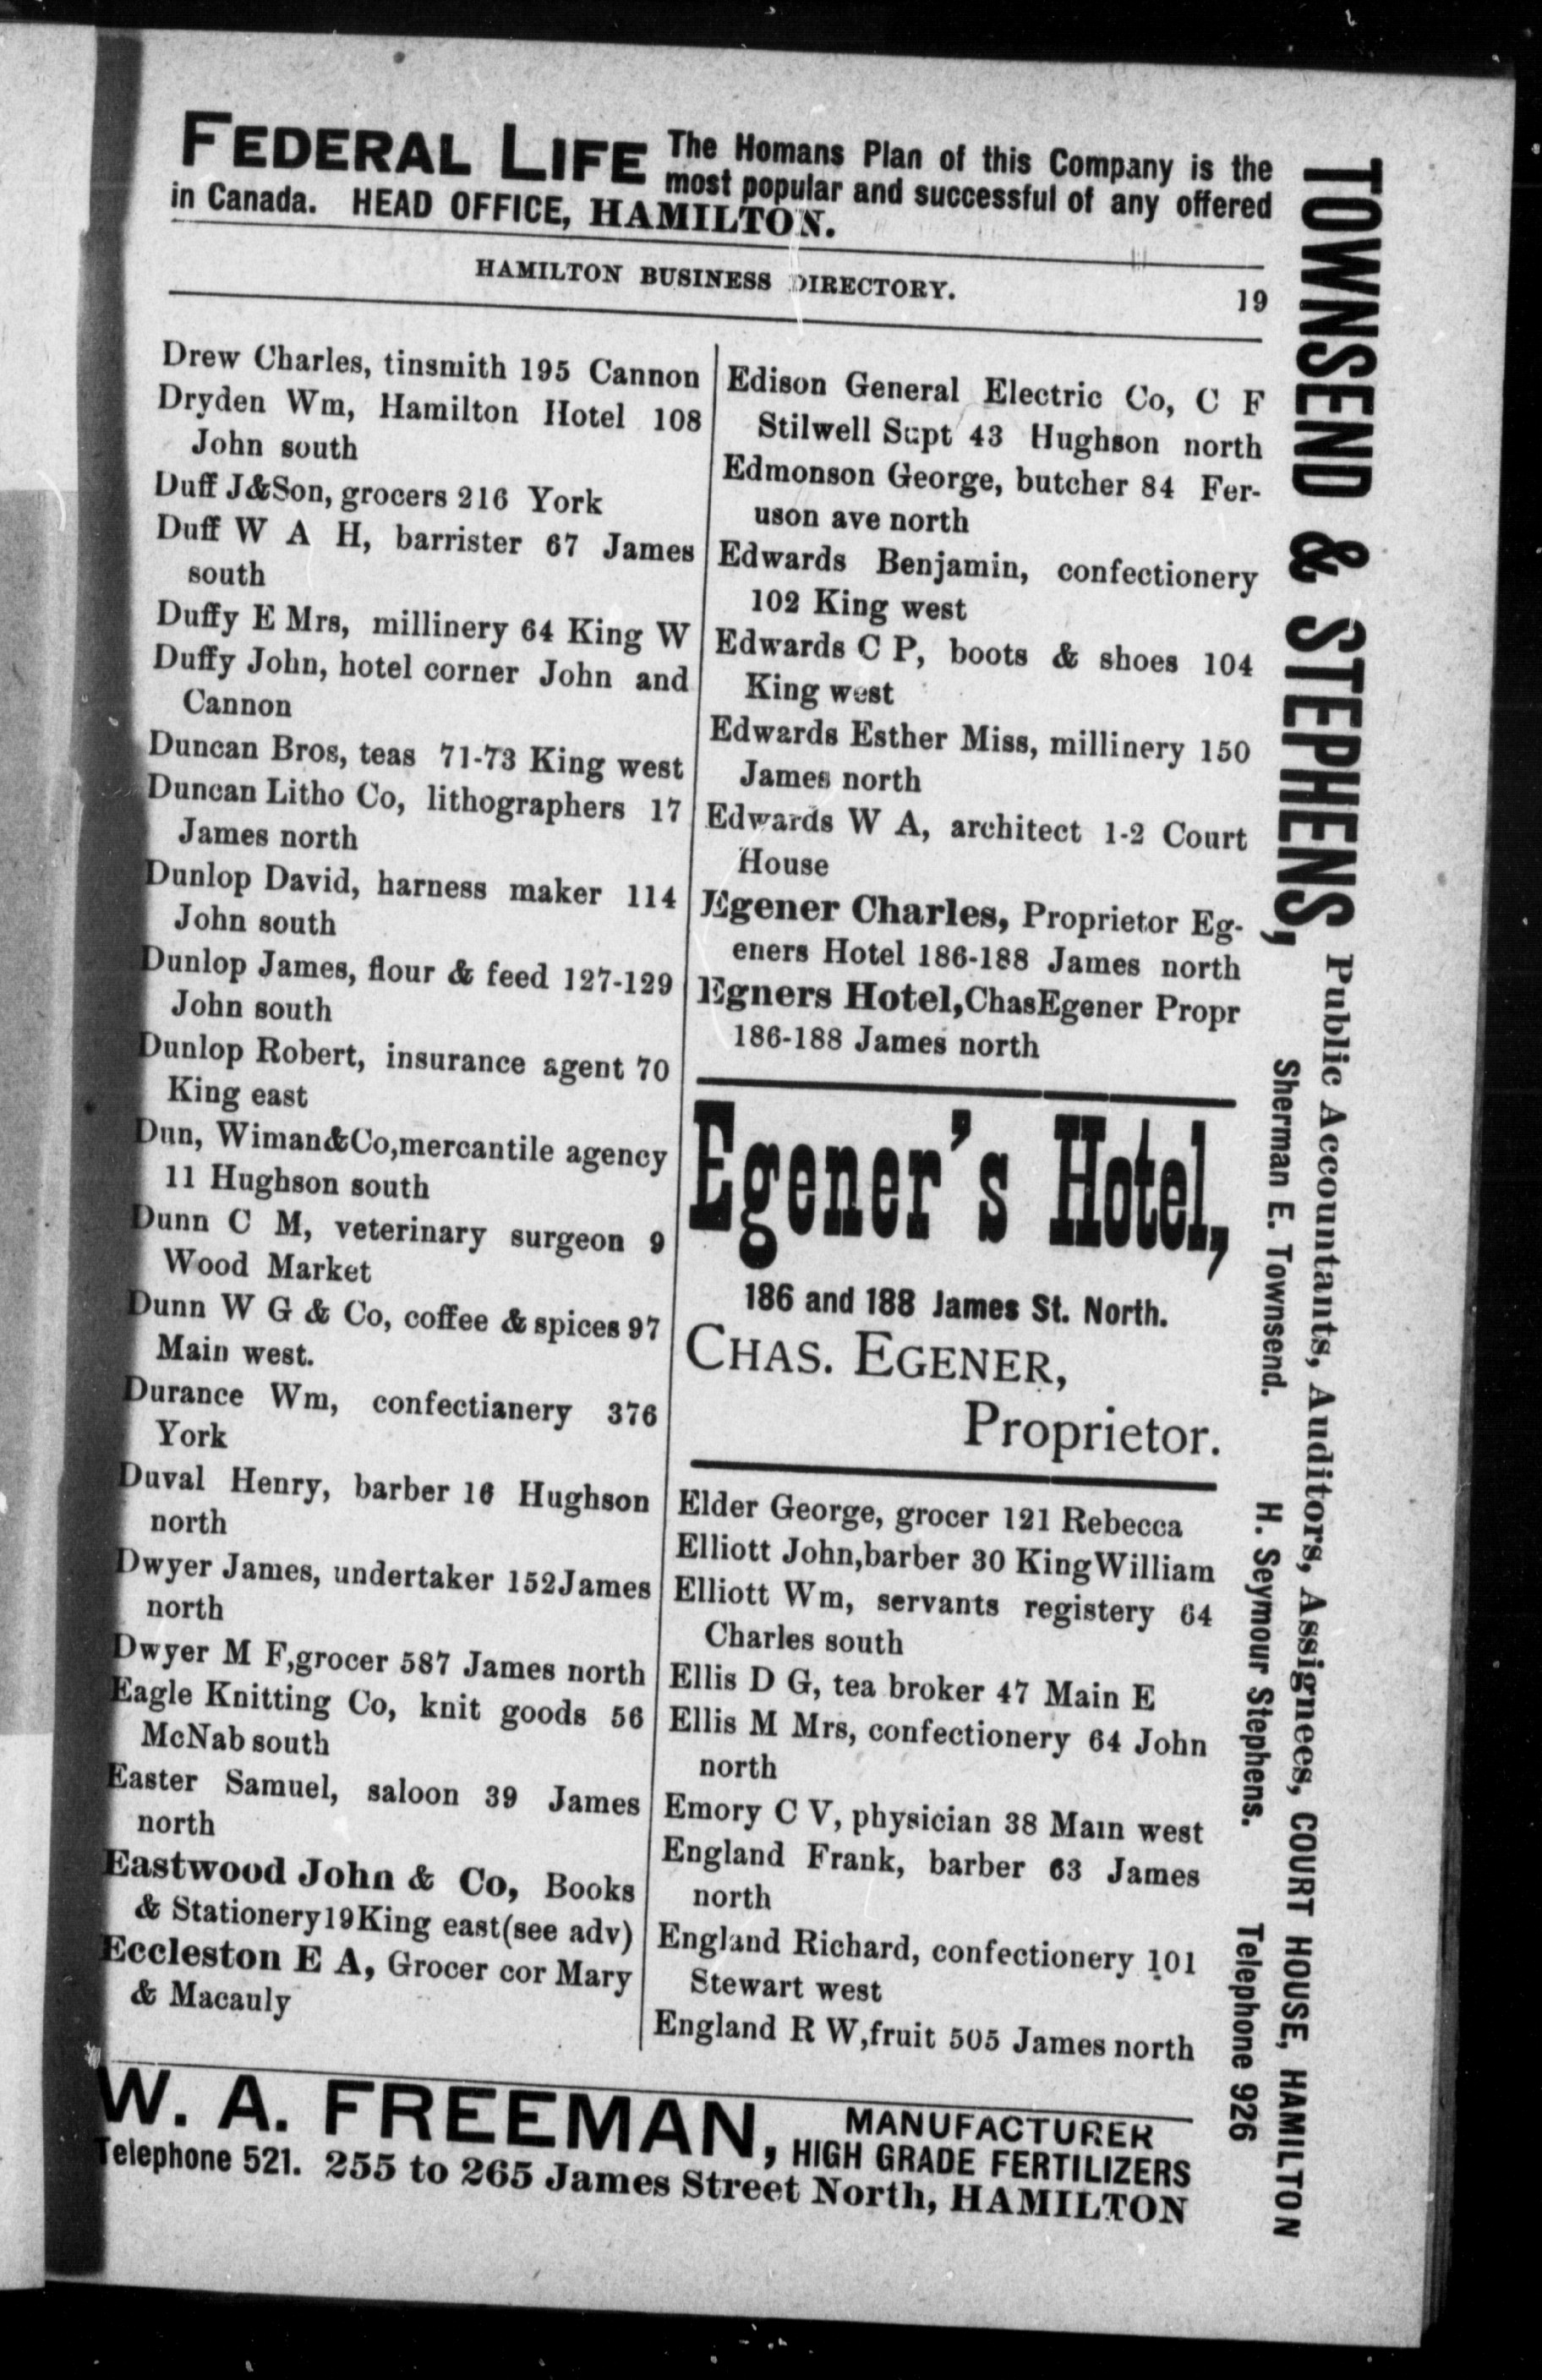 FEDERAL LIFE The Homans Plan of this Company is the
most popular and successful of any offered
in Canada. HEAD OFFICE, HAMILTON.
HAMILTON BUSINESS DIRECTORY. 19
Drew Charles, tinsmith 195 Cannon
Dryden Wm, Hamilton Hotel 108
John south
Duff J&Son, grocers 216 York
Duff W A H, barrister 67 James
south
Duffy E Mrs, millinery 64 King W
Duffy John, hotel corner John and
Cannon
Duncan Bros, teas 71-73 King west
Duncan Litho Co, lithographers 17
James north
Dunlop David, harness maker 114
John south
Dunlop James, flour & feed 127-129
John south
Dunlop Robert, insurance agent 70
King east
Dun, Wiman&Co,mercantile agency
11 Hughson south
Dunn C M, veterinary surgeon 9
Wood Market
Dunn W G & Co, coffee & spices 97
Main west.
Durance Wm, confectianery 376
York
Duval Henry, barber 16 Hughson
north
Dwyer James, undertaker 152James
north
Dwyer M F,grocer 587 James north
Eagle Knitting Co, knit goods 56
McNab south
Easter Samuel, saloon 39 James
north
Eastwood John & Co, Books
& Stationery19King east(see adv)
Eccleston E A, Grocer cor Mary
& Macauly
Edison General Electric Co, C F
Stilwell Supt 43 Hughson north
Edmonson George, butcher 84 Fer-
uson ave north
Edwards Benjamin, confectionery
102 King west
Edwards C P, boots & shoes 104
King west
Edwards Esther Miss, millinery 150
James north
Edwards W A, architect 1-2 Court
House
Egener Charles, Proprietor Eg-
eners Hotel 186-188 James north
Egners Hotel,ChasEgener Propr
186-188 James north
Egener's Hotel,
186 and 188 James St. North.
CHAS. EGENER,
Proprietor.
Elder George, grocer 121 Rebecca
Elliott John,barber 30 KingWilliam
Elliott Wm, servants registery 64
Charles south
Ellis D G, tea broker 47 Main E
Ellis M Mrs, confectionery 64 John
north
Emory C V, physician 38 Main west
England Frank, barber 63 James
north
England Richard, confectionery 101
Stewart west
England R W,fruit 505 James north
W. A. FREEMAN, MANUFACTURER
HIGH GRADE FERTILIZERS
Telephone 521. 255 to 265 James Street North, HAMILTON
TOWNSEND & STEPHENS,
Public Accountants, Auditors, Assignees, COURT HOUSE, HAMILTON
Sherman E. Townsend. H. Seymour Stephens. Telephone 926